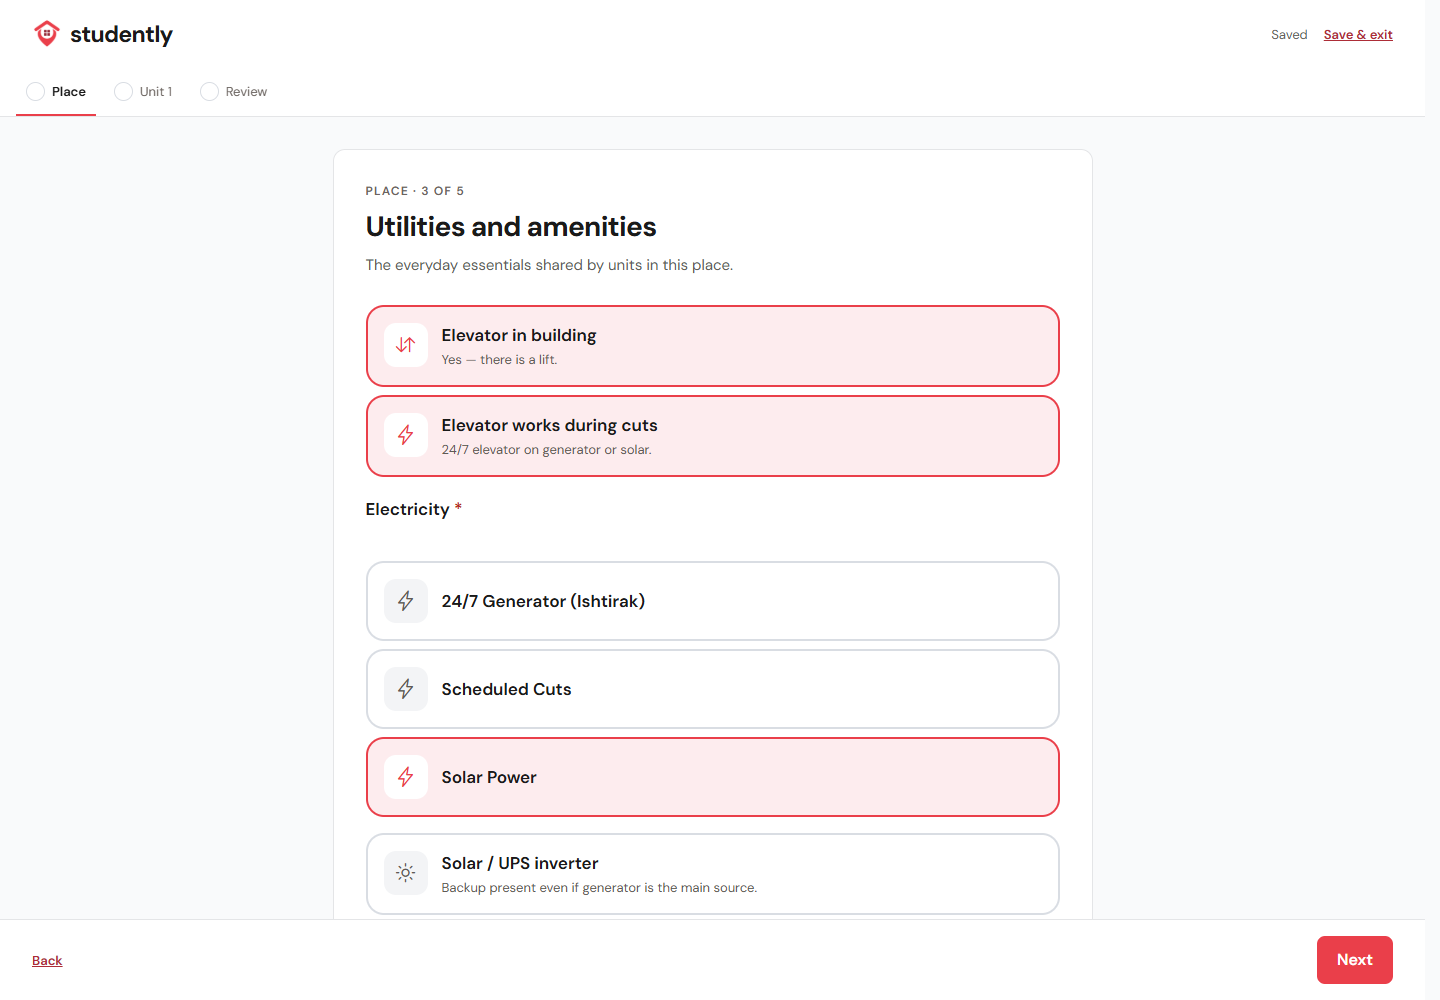 studently
Saved
Save & exit
Place
Unit 1
Review
PLACE · 3 OF 5
Utilities and amenities
The everyday essentials shared by units in this place.
Elevator in building
Yes — there is a lift.
Elevator works during cuts
24/7 elevator on generator or solar.
Electricity *
24/7 Generator (Ishtirak)
Scheduled Cuts
Solar Power
Solar / UPS inverter
Backup present even if generator is the main source.
Back
Next